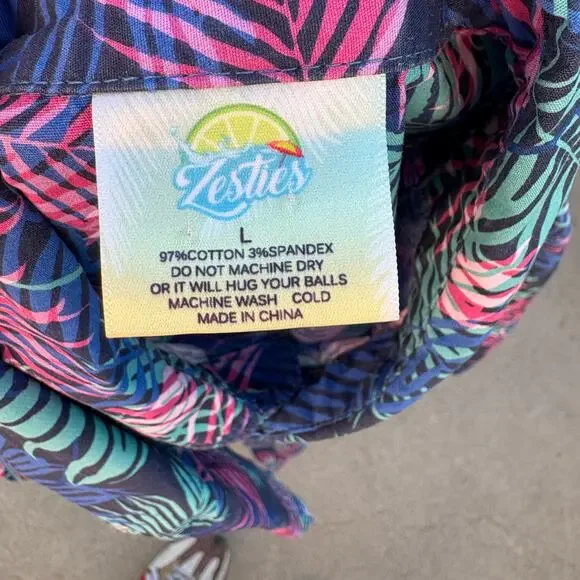 Zesties
L
97%COTTON 3%SPANDEX
DO NOT MACHINE DRY
OR IT WILL HUG YOUR BALLS
MACHINE WASH COLD
MADE IN CHINA